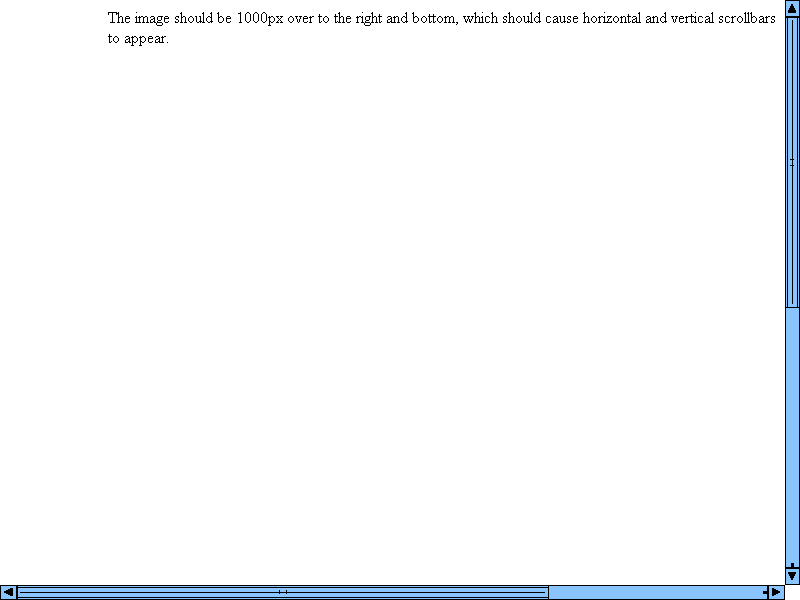 The image should be 1000px over to the right and bottom, which should cause horizontal and vertical scrollbars
to appear.